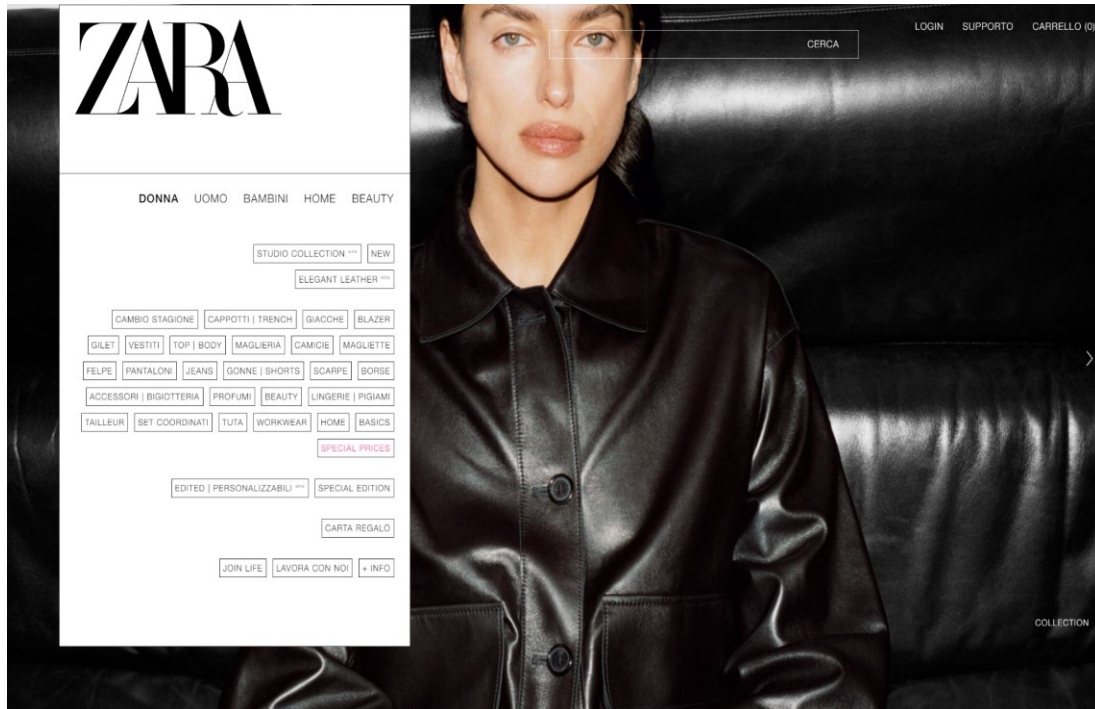 ZARA
LOGIN SUPPORTO CARRELLO (0)
CERCA
DONNA UOMO BAMBINI HOME BEAUTY
STUDIO COLLECTION NEW NEW
ELEGANT LEATHER NEW
CAMBIO STAGIONE CAPPOTTI | TRENCH GIACCHE BLAZER
GILET VESTITI TOP | BODY MAGLIERIA CAMICIE MAGLIETTE
FELPE PANTALONI JEANS GONNE | SHORTS SCARPE BORSE
ACCESSORI | BIGIOTTERIA PROFUMI BEAUTY LINGERIE | PIGIAMI
TAILLEUR SET COORDINATI TUTA WORKWEAR HOME BASICS
SPECIAL PRICES
EDITED | PERSONALIZZABILI NEW SPECIAL EDITION
CARTA REGALO
JOIN LIFE LAVORA CON NOI + INFO
COLLECTION